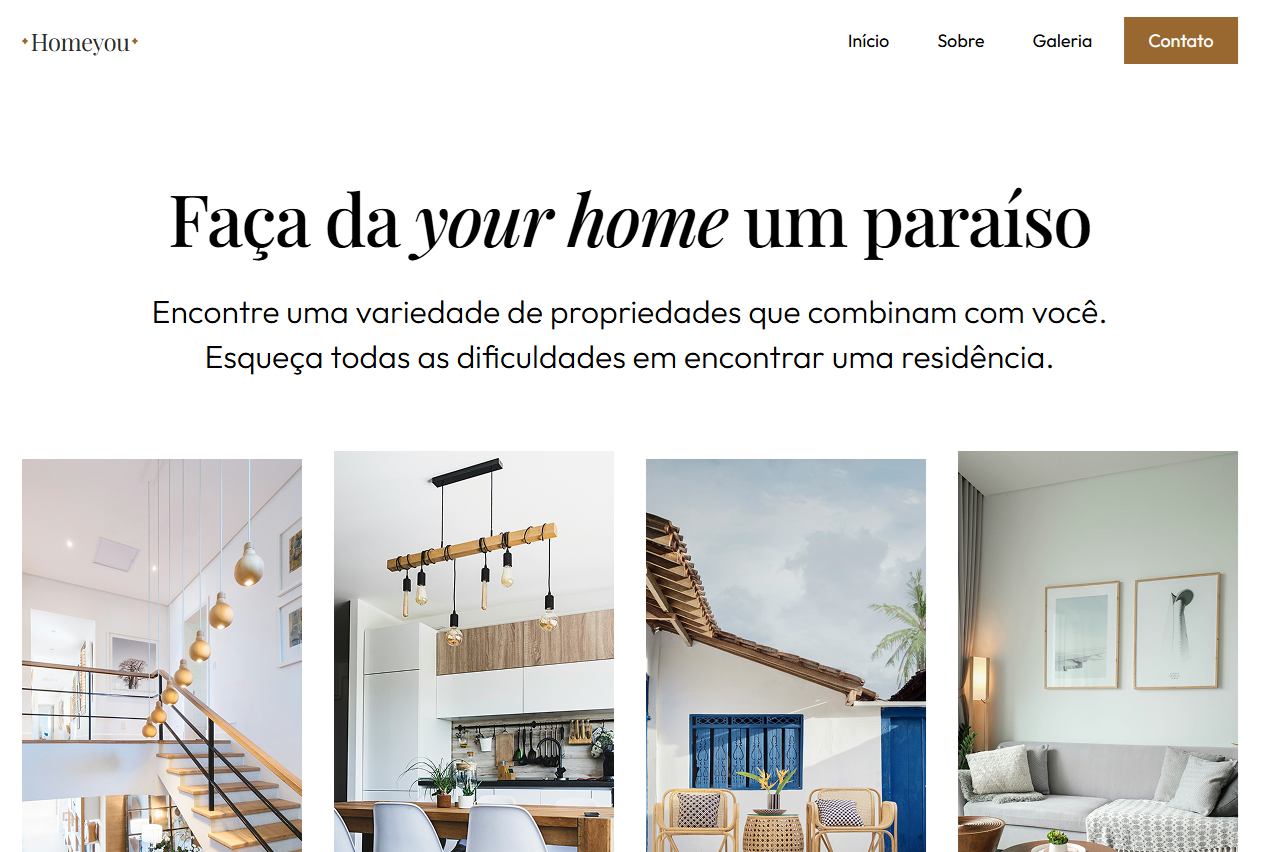 Homeyou
Início
Sobre
Galeria
Contato
Faça da your home um paraíso
Encontre uma variedade de propriedades que combinam com você.
Esqueça todas as dificuldades em encontrar uma residência.